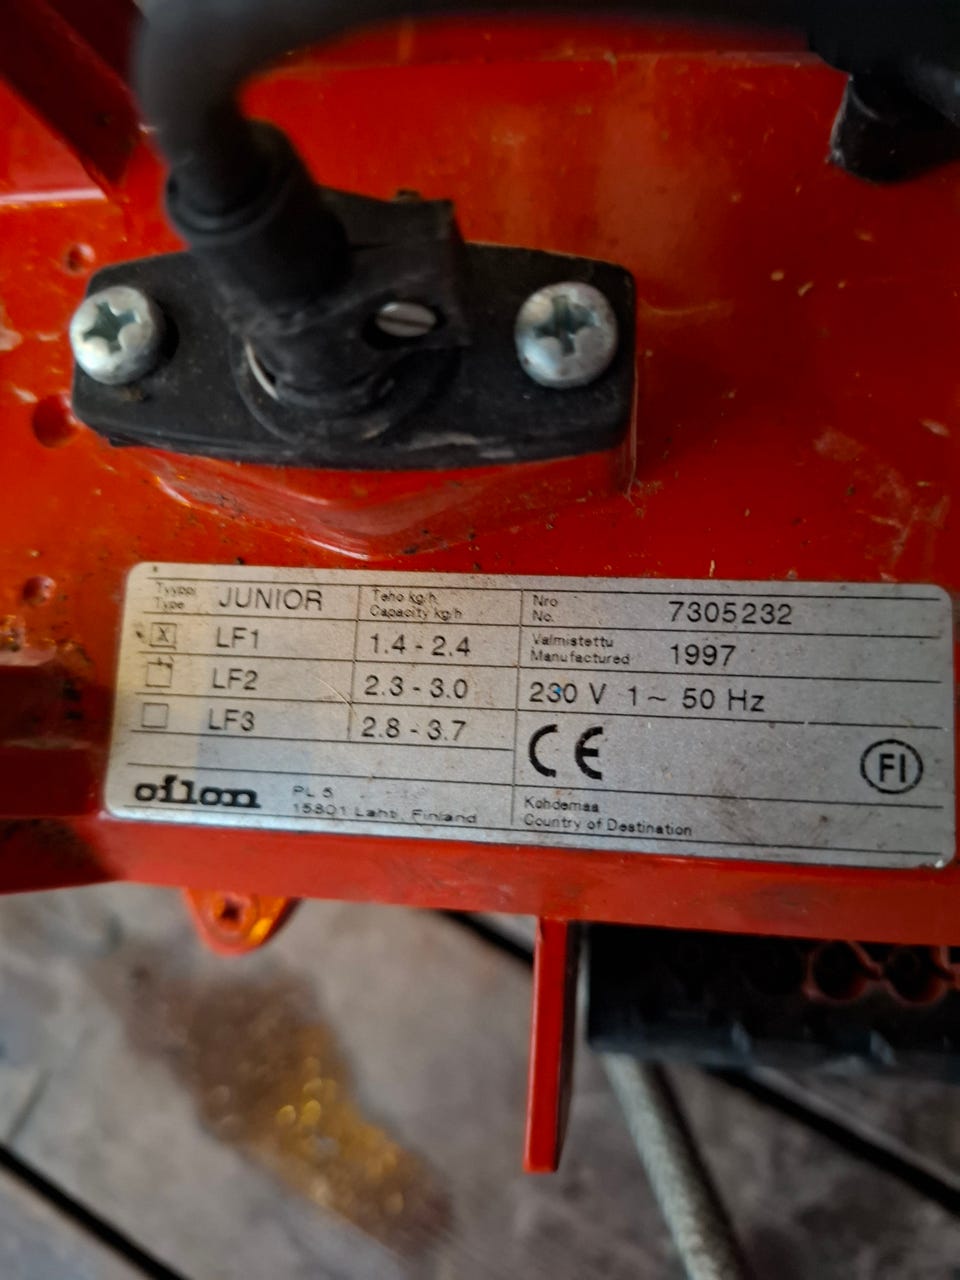 Tyyppi
Type
JUNIOR
Teho kg/h
Capacity kg/h
X LF1 1.4 - 2.4
LF2 2.3 - 3.0
LF3 2.8 - 3.7
oilon
PL 5
15801 Lahti, Finland
Nro
No.
7305232
Valmistettu
Manufactured
1997
230 V 1 ~ 50 Hz
CE
FI
Kohdemaa
Country of Destination